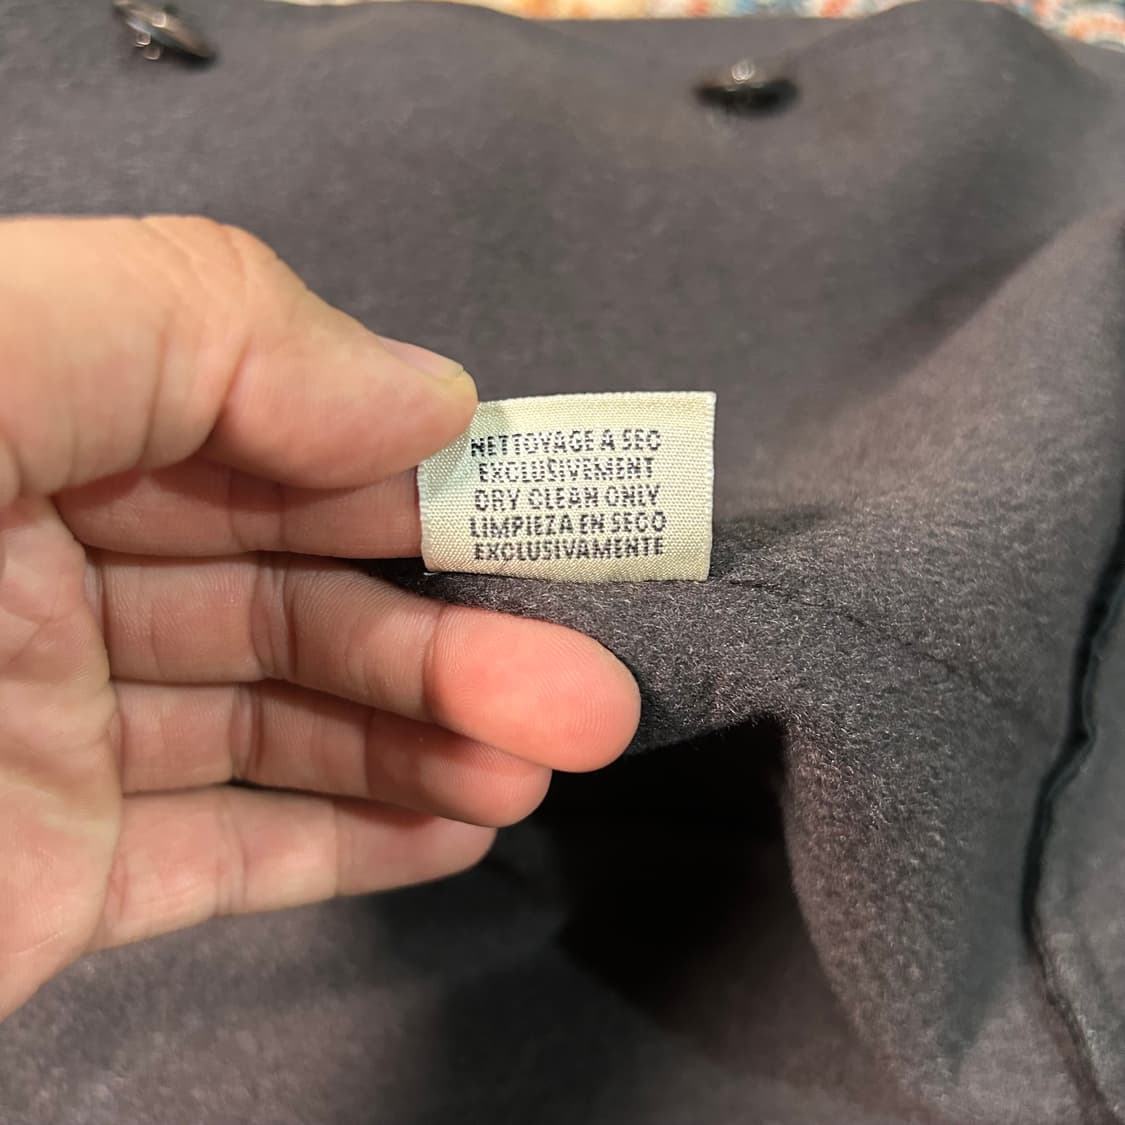 NETTOYAGE A SEC
EXCLUSIVEMENT
DRY CLEAN ONLY
LIMPIEZA EN SECO
EXCLUSIVAMENTE